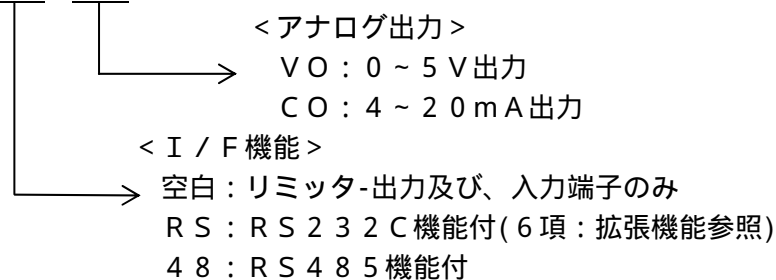 ＜アナログ出力＞
ＶＯ：０～５Ｖ出力
ＣＯ：４～２０ｍＡ出力
＜Ｉ／Ｆ機能＞
空白：リミッタ-出力及び、入力端子のみ
ＲＳ：ＲＳ２３２Ｃ機能付(６項：拡張機能参照)
４８：ＲＳ４８５機能付